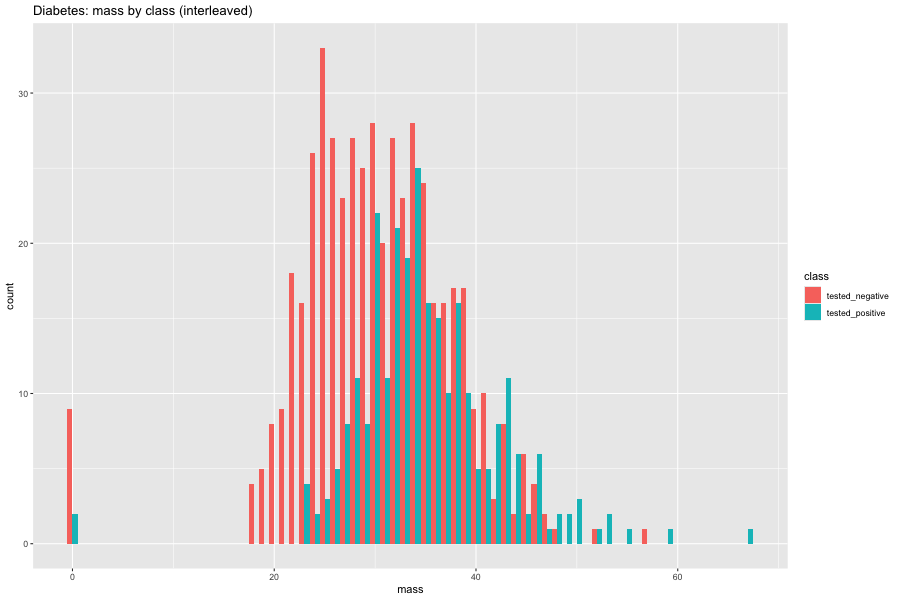 Diabetes: mass by class (interleaved)
30
20
10
0
count
0 20 40 60
mass
class
tested_negative
tested_positive